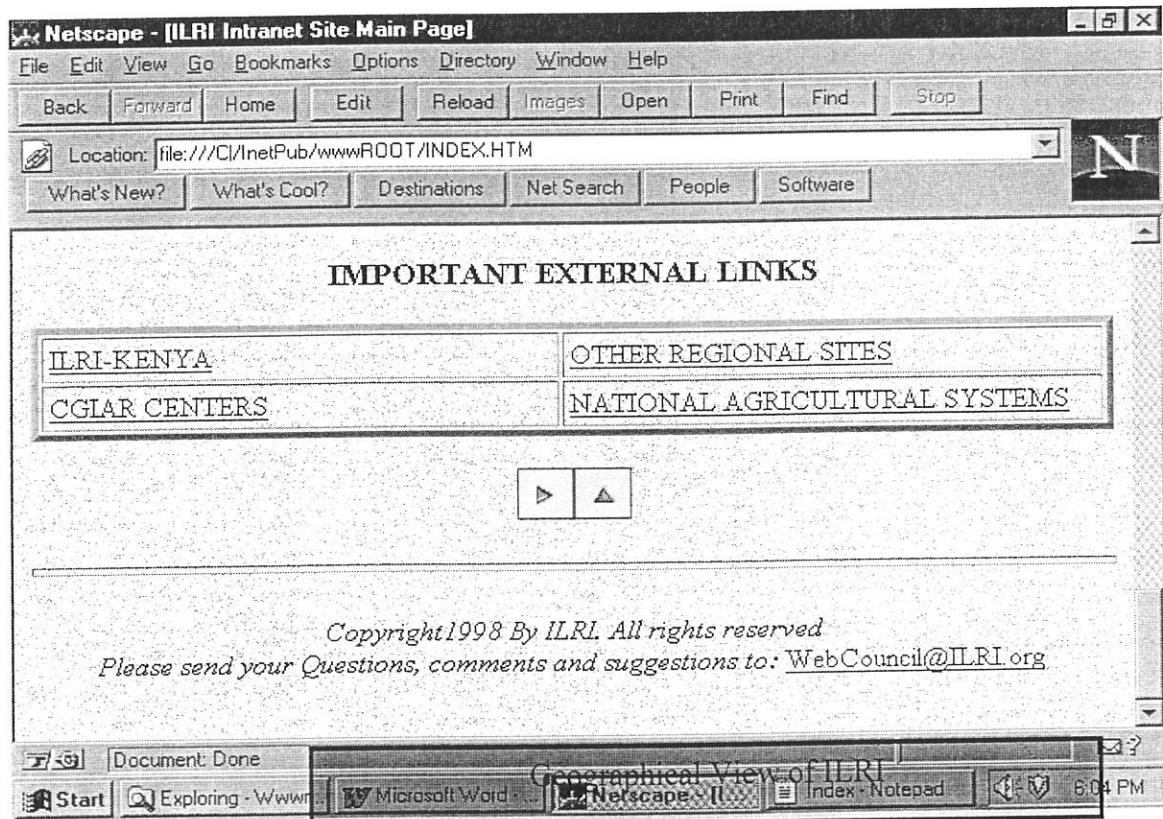 Netscape - [ILRI Intranet Site Main Page]
File Edit View Go Bookmarks Options Directory Window Help
Back Forward Home Edit Reload Images Open Print Find Stop
Location: file:///C|/InetPub/wwwROOT/INDEX.HTM
N
What's New? What's Cool? Destinations Net Search People Software
IMPORTANT EXTERNAL LINKS
ILRI-KENYA OTHER REGIONAL SITES
CGIAR CENTERS NATIONAL AGRICULTURAL SYSTEMS
Copyright1998 By ILRI. All rights reserved
Please send your Questions, comments and suggestions to: WebCouncil@ILRI.org
Document: Done
Geographical View of ILRI
Start Exploring - Wwwr... Microsoft Word - ... Netscape - [I Index - Notepad 6:04 PM